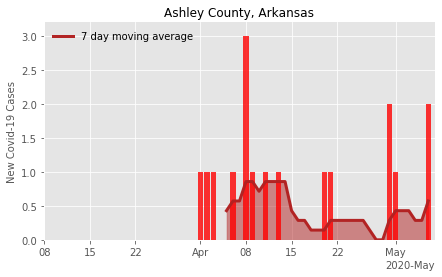 Ashley County, Arkansas
7 day moving average
New Covid-19 Cases
3.0
2.5
2.0
1.5
1.0
0.5
0.0
08 15 22 Apr 08 15 22 May
2020-May